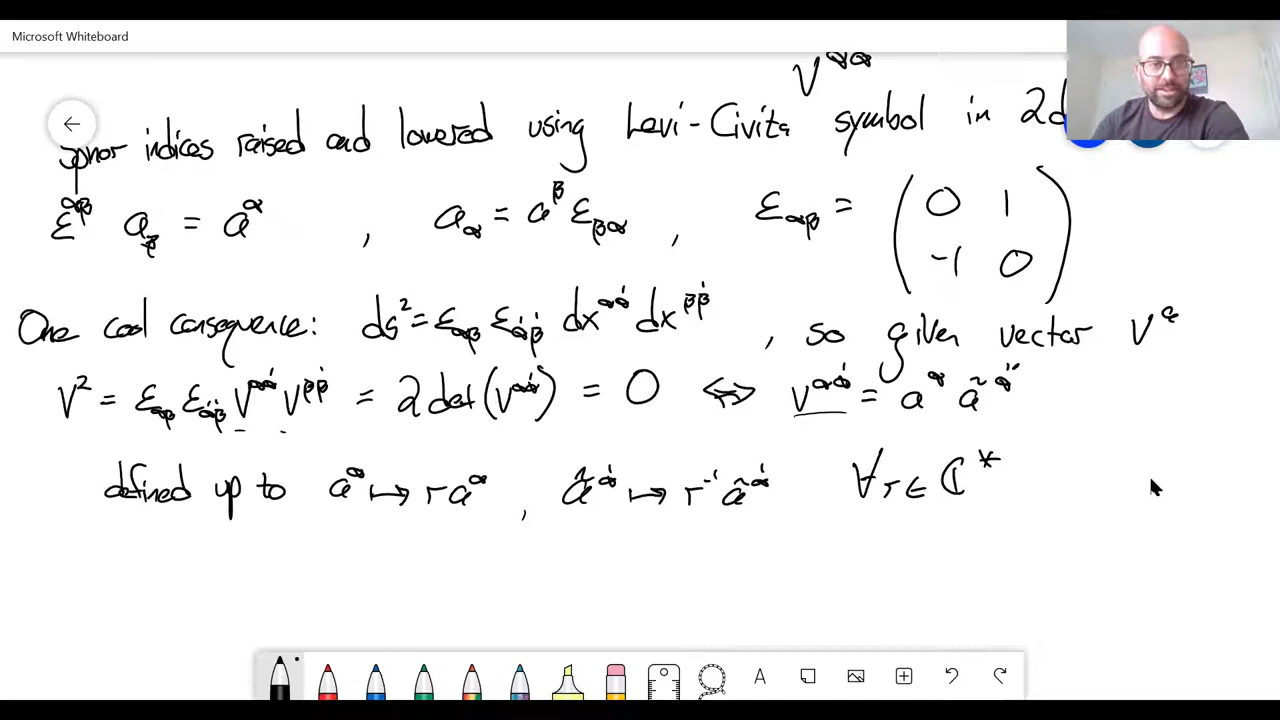 Microsoft Whiteboard
V^{αα̇}
spinor indices raised and lowered using Levi-Civita symbol in 2d
ε^{αβ} a_β = a^α , a_α = a^β ε_{βα} , ε_{αβ} = ( 0 1 ; -1 0 )
One cool consequence: ds² = ε_{αβ} ε_{α̇β̇} dx^{αα̇} dx^{ββ̇} , so given vector v^a
V² = ε_{αβ} ε_{α̇β̇} V^{αα̇} V^{ββ̇} = 2 det(v^{αα̇}) = 0 ⟺ v^{αα̇} = a^α ã^{α̇}
defined up to a^α ↦ r a^α , ã^{α̇} ↦ r^{-1} ã^{α̇} ∀ r ∈ ℂ*
A